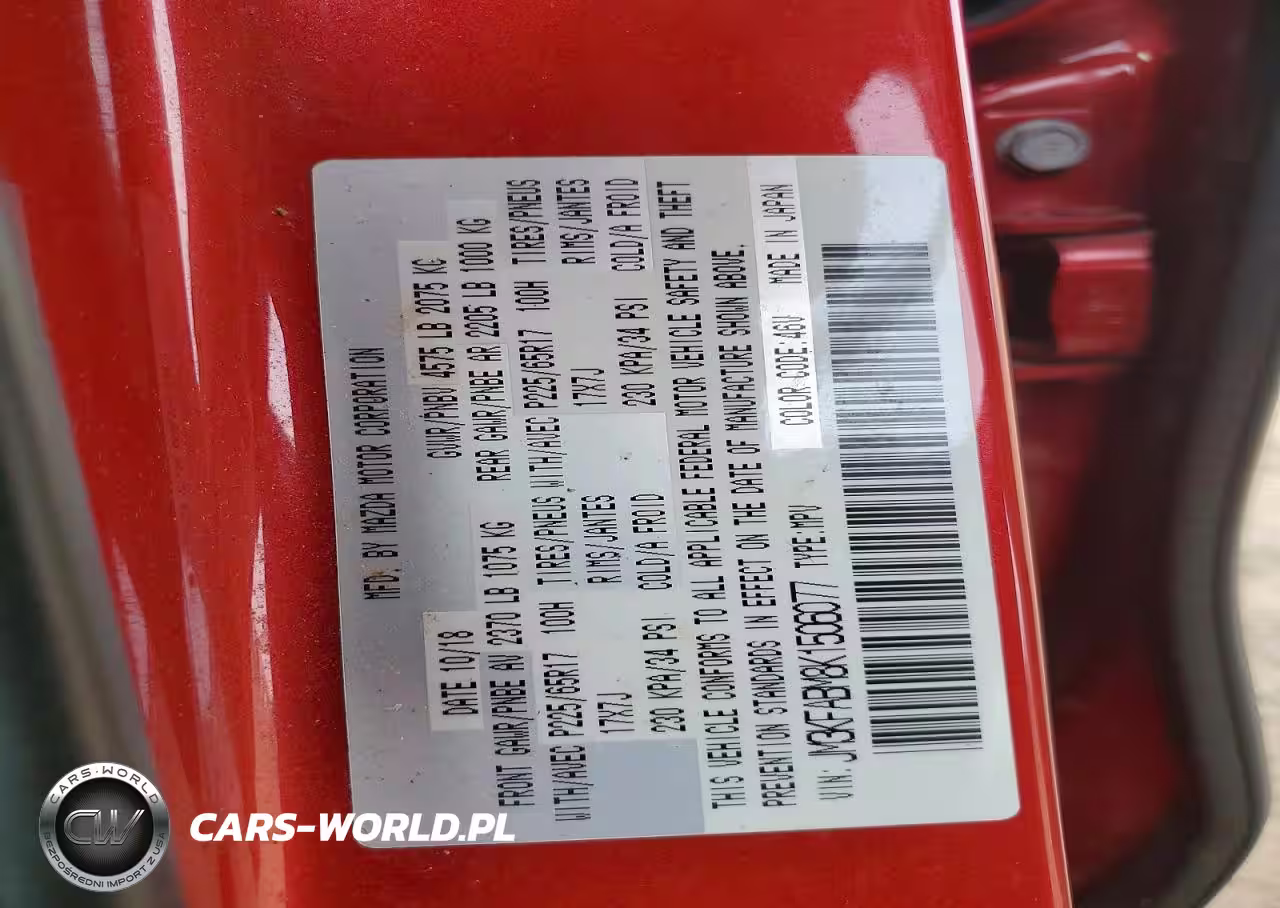 MFD, BY MAZDA MOTOR CORPORATION
DATE 10/18 GVWR/PNBV 4575 LB 2075 KG
FRONT GAWR/PNBE AV 2370 LB 1075 KG REAR GAWR/PNBE AR 2205 LB 1000 KG
WITH/AVEC P225/65R17 100H TIRES/PNEUS WITH/AVEC P225/65R17 100H TIRES/PNEUS
17X7J RIMS/JANTES 17X7J RIMS/JANTES
230 KPA/34 PSI COLD/A FROID 230 KPA/34 PSI COLD/A FROID
THIS VEHICLE CONFORMS TO ALL APPLICABLE FEDERAL MOTOR VEHICLE SAFETY AND THEFT
PREVENTION STANDARDS IN EFFECT ON THE DATE OF MANUFACTURE SHOWN ABOVE.
VIN: JM3KFABM8K1506077 TYPE:MPV COLOR CODE:46V MADE IN JAPAN
CARS-WORLD
CW
BEZPOŚREDNI IMPORT Z USA
CARS-WORLD.PL